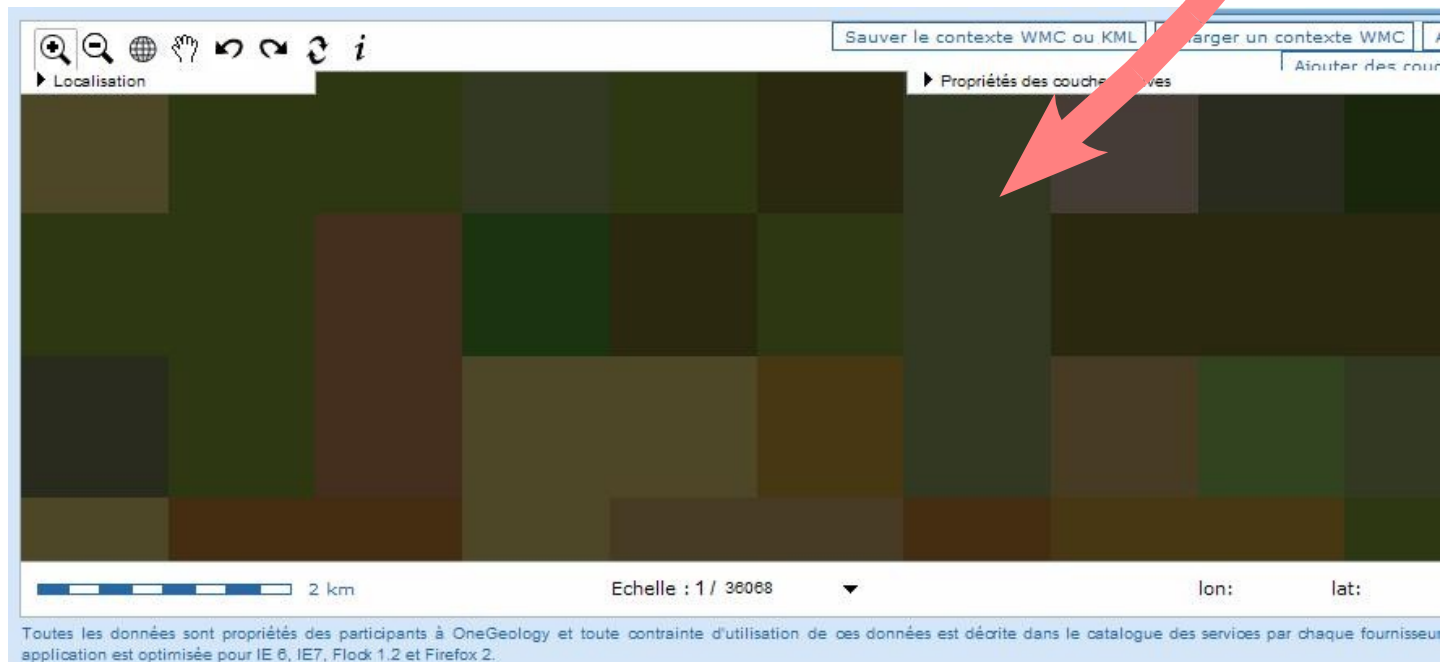 Sauver le contexte WMC ou KML
arger un contexte WMC
Ajouter des couc
Localisation
Propriétés des couche ves
2 km
Echelle : 1 / 36068
lon: lat:
Toutes les données sont propriétés des participants à OneGeology et toute contrainte d'utilisation de ces données est décrite dans le catalogue des services par chaque fournisseur
application est optimisée pour IE 6, IE7, Flock 1.2 et Firefox 2.